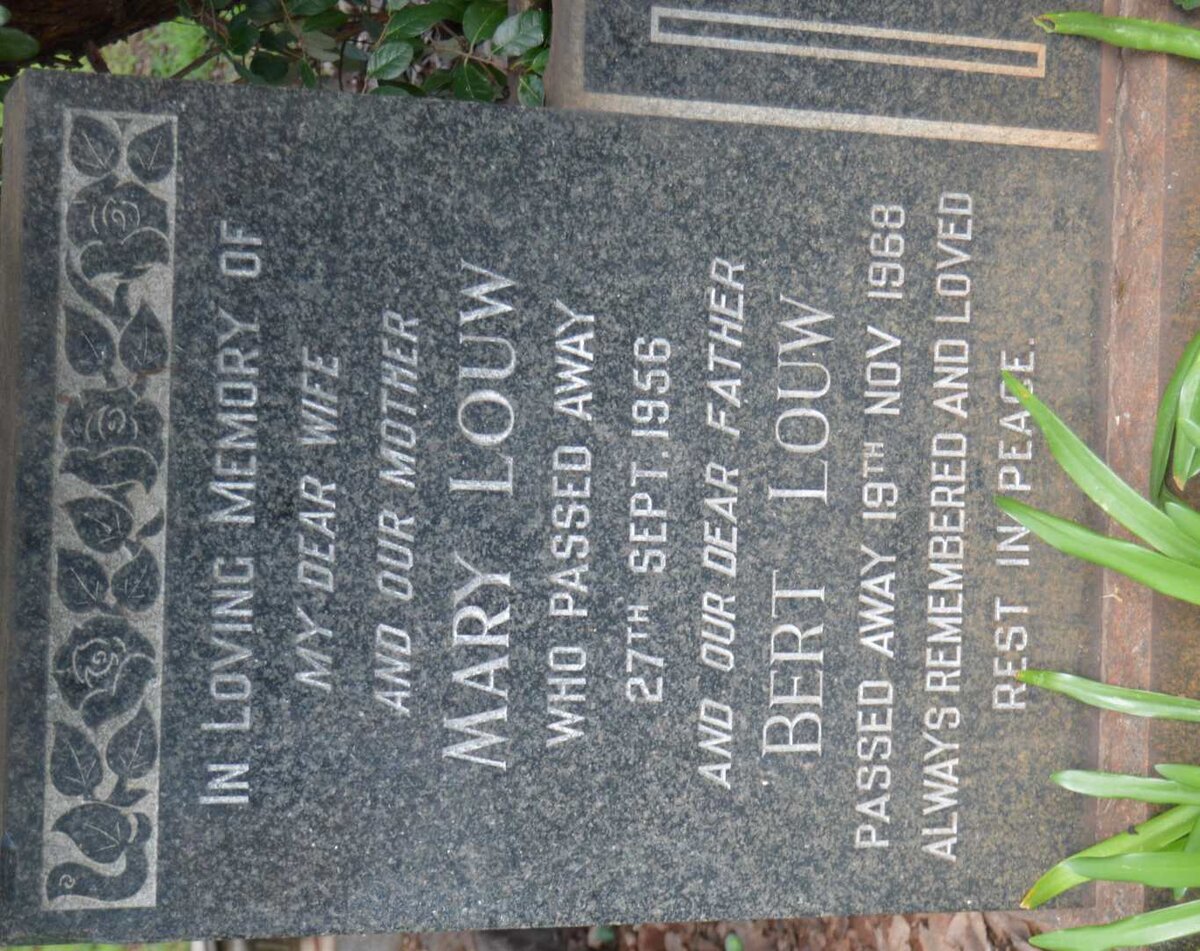 IN LOVING MEMORY OF
MY DEAR WIFE
AND OUR MOTHER
MARY LOUW
WHO PASSED AWAY
27TH SEPT. 1956
AND OUR DEAR FATHER
BERT LOUW
PASSED AWAY 19TH NOV 1968
ALWAYS REMEMBERED AND LOVED
REST IN PEACE.